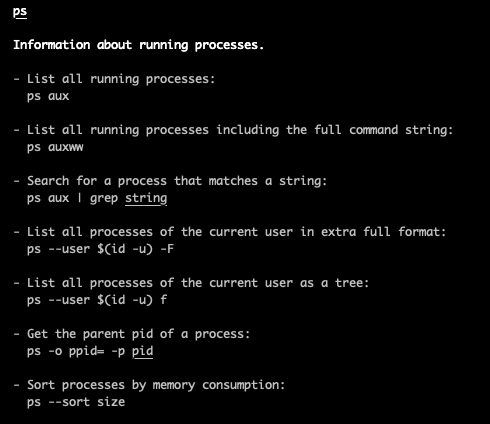 ps
Information about running processes.
- List all running processes:
ps aux
- List all running processes including the full command string:
ps auxww
- Search for a process that matches a string:
ps aux | grep string
- List all processes of the current user in extra full format:
ps --user $(id -u) -F
- List all processes of the current user as a tree:
ps --user $(id -u) f
- Get the parent pid of a process:
ps -o ppid= -p pid
- Sort processes by memory consumption:
ps --sort size